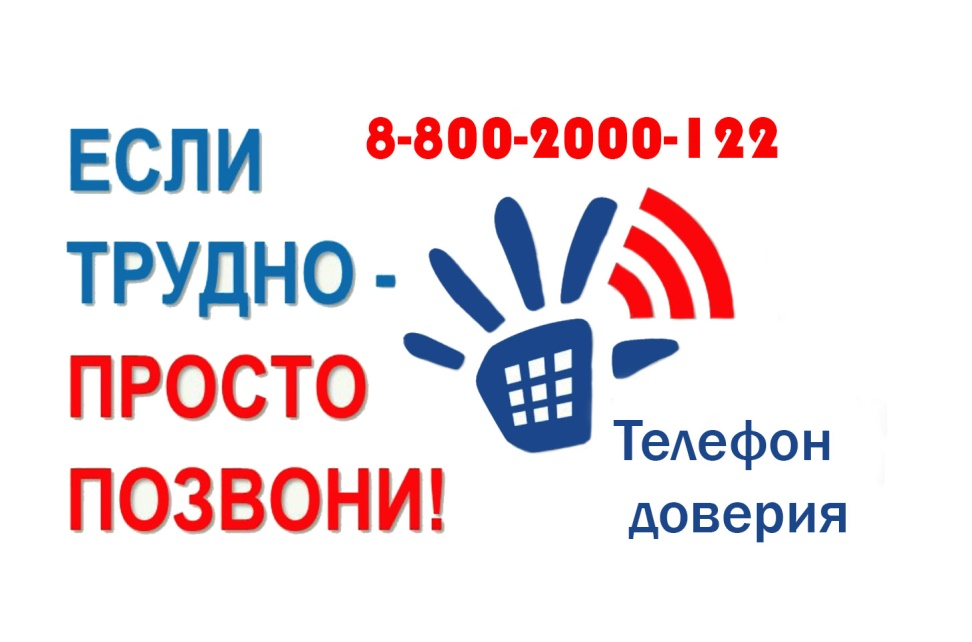 ЕСЛИ
ТРУДНО -
ПРОСТО
ПОЗВОНИ!
8-800-2000-122
Телефон
доверия